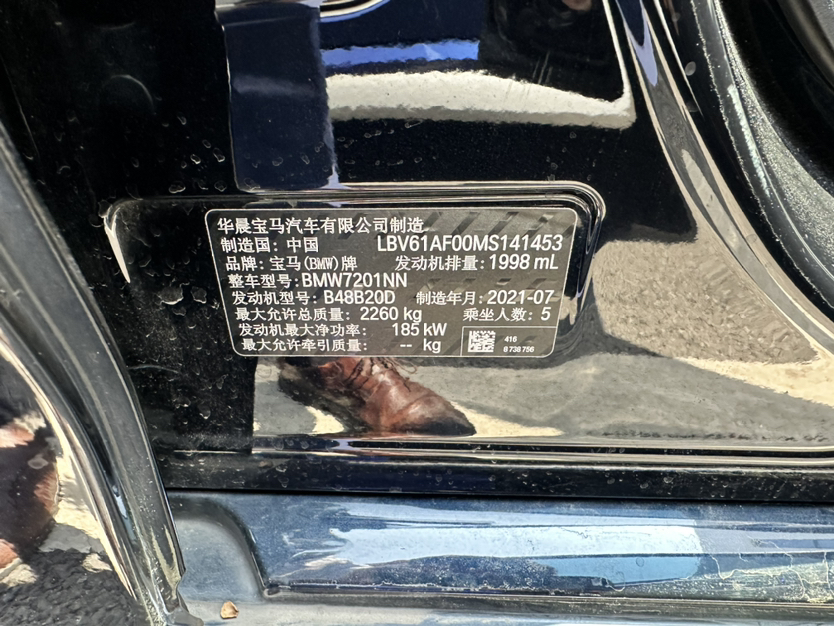 华晨宝马汽车有限公司制造
制造国: 中国 LBV61AF00MS141453
品牌: 宝马(BMW)牌 发动机排量: 1998 mL
整车型号: BMW7201NN
发动机型号: B48B20D 制造年月: 2021-07
最大允许总质量: 2260 kg 乘坐人数: 5
发动机最大净功率: 185 kW
最大允许牵引质量: -- kg
416
8 738 756